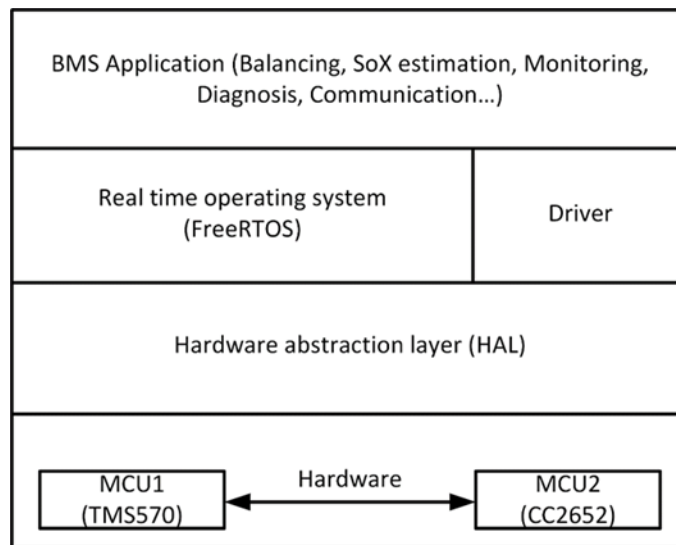 BMS Application (Balancing, SoX estimation, Monitoring,
Diagnosis, Communication...)
Real time operating system
(FreeRTOS)
Driver
Hardware abstraction layer (HAL)
MCU1
(TMS570)
Hardware
MCU2
(CC2652)